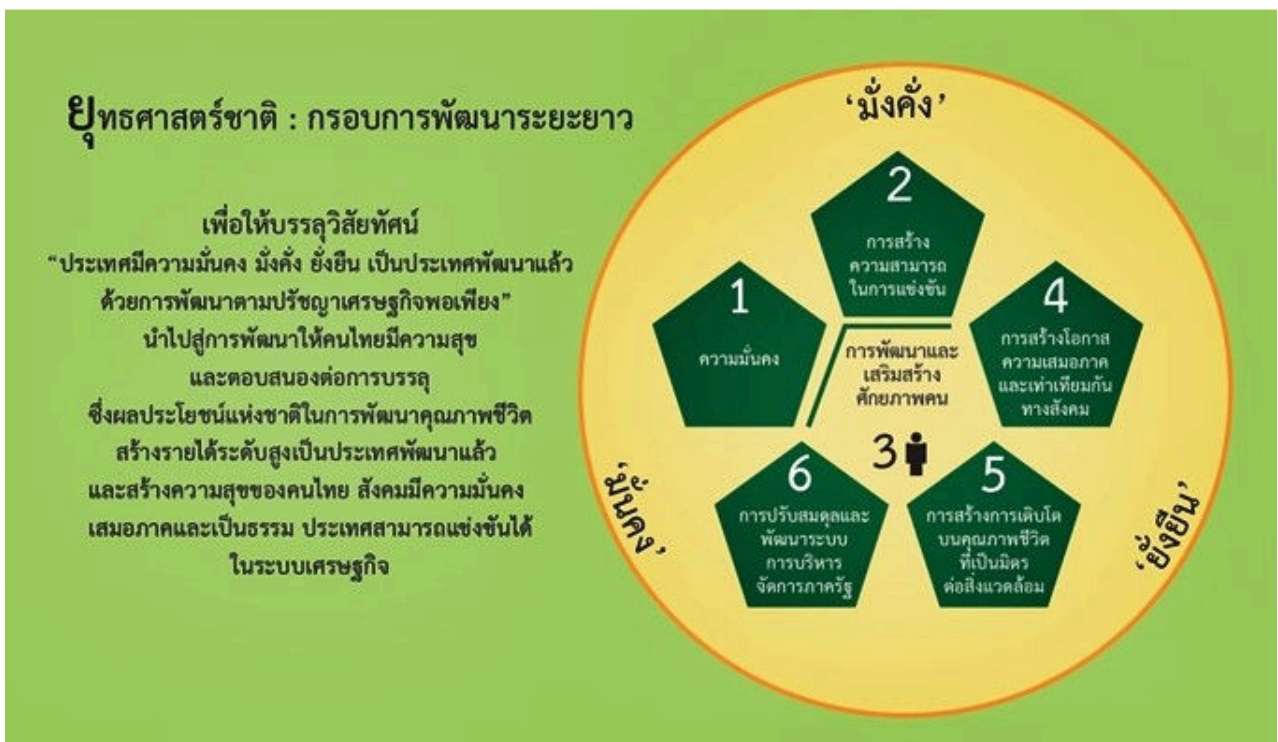 ยุทธศาสตร์ชาติ : กรอบการพัฒนาระยะยาว
เพื่อให้บรรลุวิสัยทัศน์
“ประเทศมีความมั่นคง มั่งคั่ง ยั่งยืน เป็นประเทศพัฒนาแล้ว
ด้วยการพัฒนาตามปรัชญาเศรษฐกิจพอเพียง”
นำไปสู่การพัฒนาให้คนไทยมีความสุข
และตอบสนองต่อการบรรลุ
ซึ่งผลประโยชน์แห่งชาติในการพัฒนาคุณภาพชีวิต
สร้างรายได้ระดับสูงเป็นประเทศพัฒนาแล้ว
และสร้างความสุขของคนไทย สังคมมีความมั่นคง
เสมอภาคและเป็นธรรม ประเทศสามารถแข่งขันได้
ในระบบเศรษฐกิจ
‘มั่งคั่ง’
1
ความมั่นคง
2
การสร้าง
ความสามารถ
ในการแข่งขัน
การพัฒนาและ
เสริมสร้าง
ศักยภาพคน
3
4
การสร้างโอกาส
ความเสมอภาค
และเท่าเทียมกัน
ทางสังคม
5
การสร้างการเติบโต
บนคุณภาพชีวิต
ที่เป็นมิตร
ต่อสิ่งแวดล้อม
6
การปรับสมดุลและ
พัฒนาระบบ
การบริหาร
จัดการภาครัฐ
‘มั่นคง’
‘ยั่งยืน’